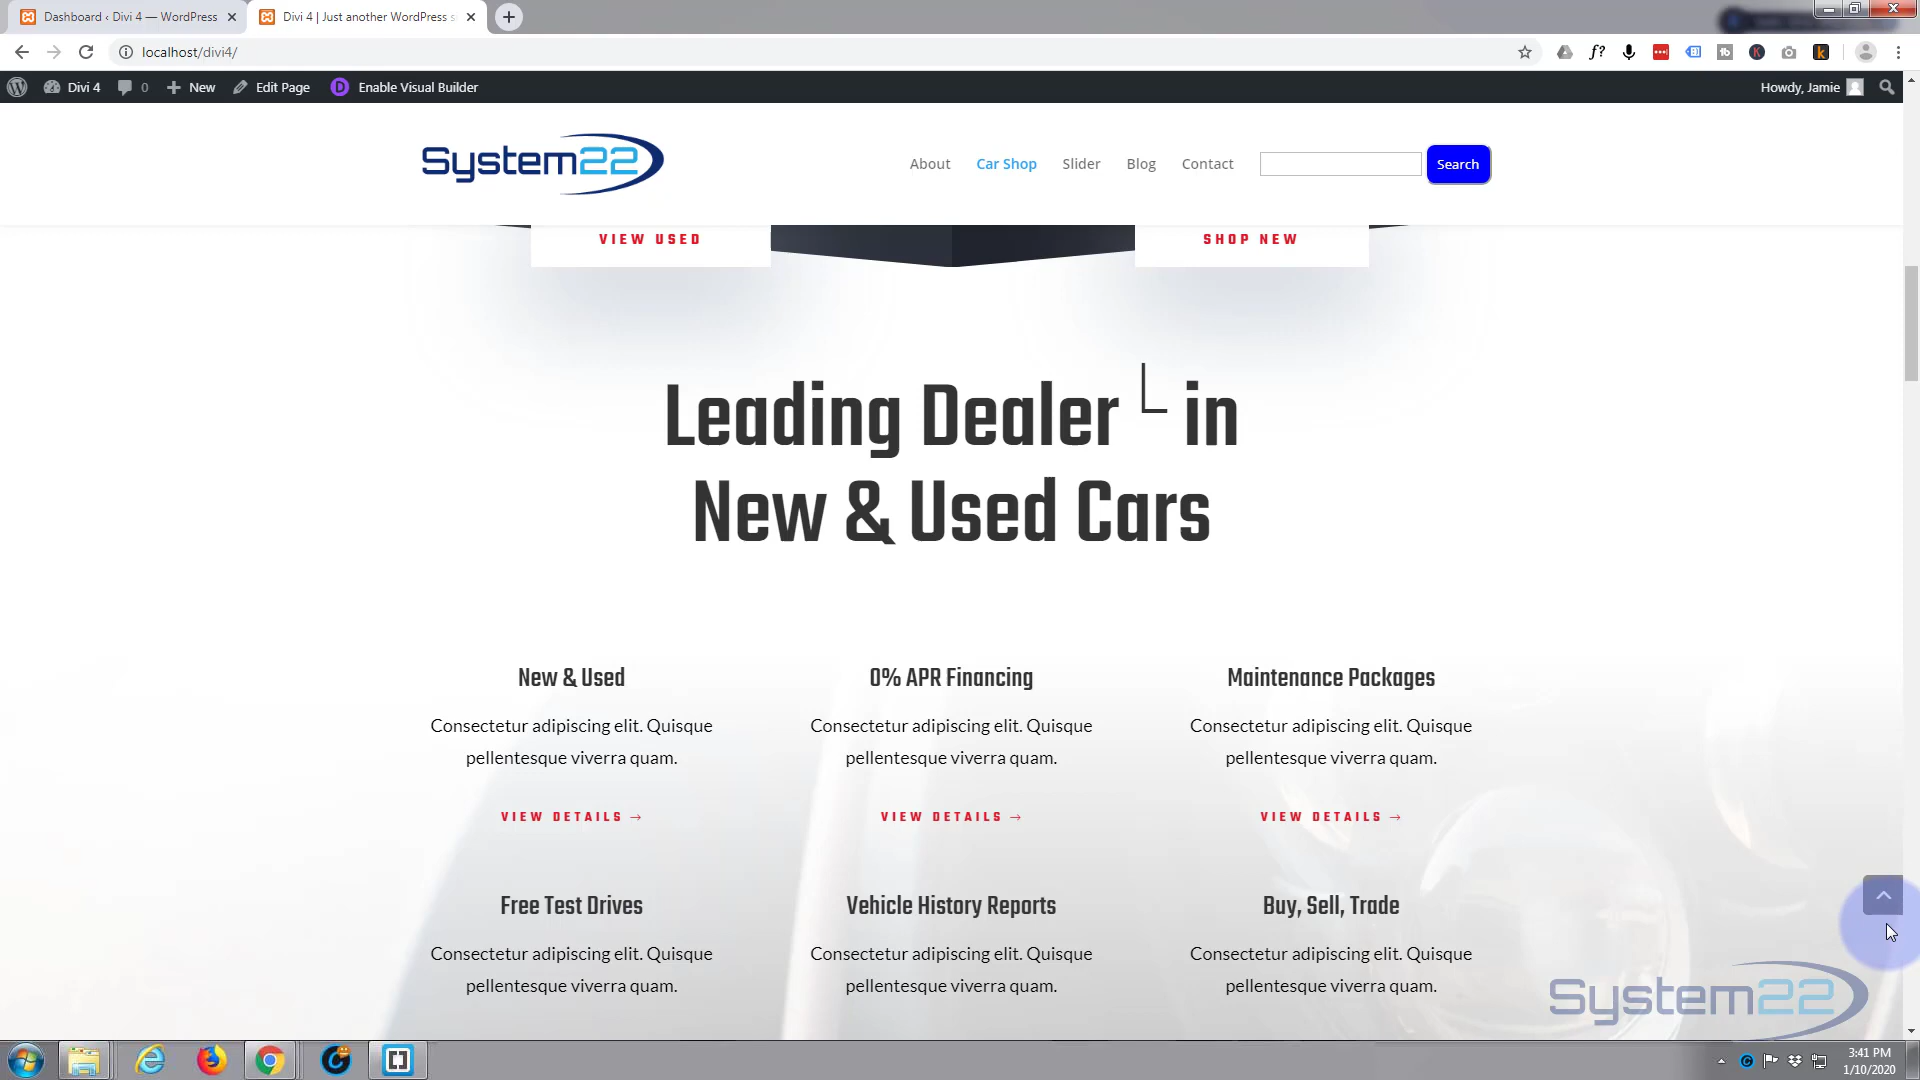 Dashboard ‹ Divi 4 — WordPress
Divi 4 | Just another WordPress s
localhost/divi4/
Divi 4
0
New
Edit Page
Enable Visual Builder
Howdy, Jamie
System22
About
Car Shop
Slider
Blog
Contact
Search
VIEW USED
SHOP NEW
Leading Dealer in
New & Used Cars
New & Used
0% APR Financing
Maintenance Packages
Consectetur adipiscing elit. Quisque
pellentesque viverra quam.
Consectetur adipiscing elit. Quisque
pellentesque viverra quam.
Consectetur adipiscing elit. Quisque
pellentesque viverra quam.
VIEW DETAILS →
VIEW DETAILS →
VIEW DETAILS →
Free Test Drives
Vehicle History Reports
Buy, Sell, Trade
Consectetur adipiscing elit. Quisque
pellentesque viverra quam.
Consectetur adipiscing elit. Quisque
pellentesque viverra quam.
Consectetur adipiscing elit. Quisque
pellentesque viverra quam.
System22
3:41 PM
1/10/2020